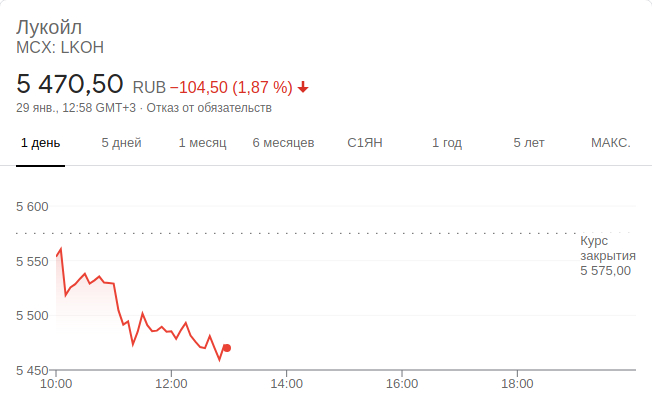 Лукойл
MCX: LKOH
5 470,50 RUB −104,50 (1,87 %)
29 янв., 12:58 GMT+3 · Отказ от обязательств
1 день 5 дней 1 месяц 6 месяцев С1ЯН 1 год 5 лет МАКС.
5 600
Курс
закрытия
5 575,00
5 550
5 500
5 450
10:00 12:00 14:00 16:00 18:00